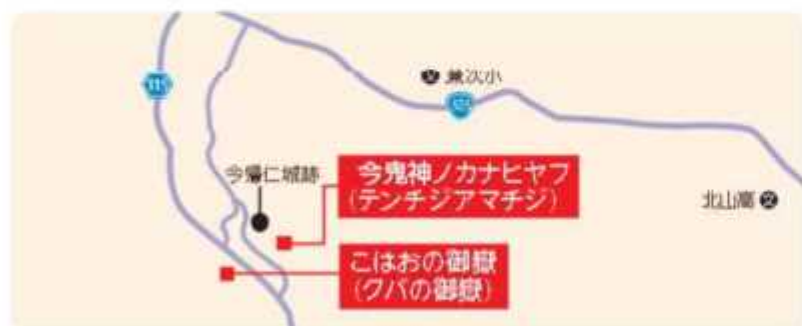 兼次小
115
505
今帰仁城跡
今鬼神ノカナヒヤフ
(テンチジアマチジ)
北山高
こはおの御嶽
(クバの御嶽)